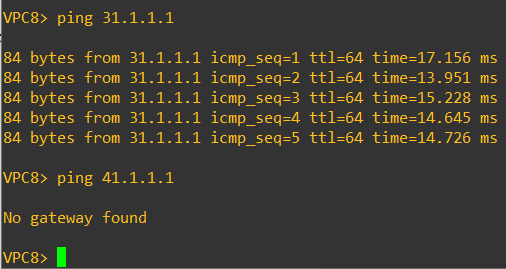 VPC8> ping 31.1.1.1
84 bytes from 31.1.1.1 icmp_seq=1 ttl=64 time=17.156 ms
84 bytes from 31.1.1.1 icmp_seq=2 ttl=64 time=13.951 ms
84 bytes from 31.1.1.1 icmp_seq=3 ttl=64 time=15.228 ms
84 bytes from 31.1.1.1 icmp_seq=4 ttl=64 time=14.645 ms
84 bytes from 31.1.1.1 icmp_seq=5 ttl=64 time=14.726 ms
VPC8> ping 41.1.1.1
No gateway found
VPC8>